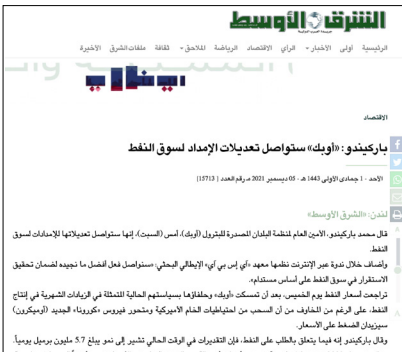 الشرق الأوسط
الرئيسية أولى الأخبار الرأي الاقتصاد الرياضة الملاحق ثقافة ملفات الشرق الأخيرة
الاقتصاد
باركيندو: «أوبك» ستواصل تعديلات الإمداد لسوق النفط
الأحد - 1 جمادى الأولى 1443 هـ - 05 ديسمبر 2021 مـ رقم العدد [15713]
لندن: «الشرق الأوسط»
قال محمد باركيندو، الأمين العام لمنظمة البلدان المصدرة للبترول (أوبك)، أمس (السبت)، إنها ستواصل تعديلاتها للإمدادات لسوق
النفط.
وأضاف خلال ندوة عبر الإنترنت نظمها معهد «آي إس بي آي» الإيطالي البحثي: «سنواصل فعل أفضل ما نجيده لضمان تحقيق
الاستقرار في سوق النفط على أساس مستدام».
تراجعت أسعار النفط يوم الخميس، بعد أن تمسكت «أوبك» وحلفاؤها بسياستهم الحالية المتمثلة في الزيادات الشهرية في إنتاج
النفط، على الرغم من المخاوف من أن السحب من احتياطيات الخام الأميركية ومتحور فيروس «كورونا» الجديد (أوميكرون)
سيزيدان الضغط على الأسعار.
وقال باركيندو إنه فيما يتعلق بالطلب على النفط، فإن التقديرات في الوقت الحالي تشير إلى نمو يبلغ 5.7 مليون برميل يومياً.